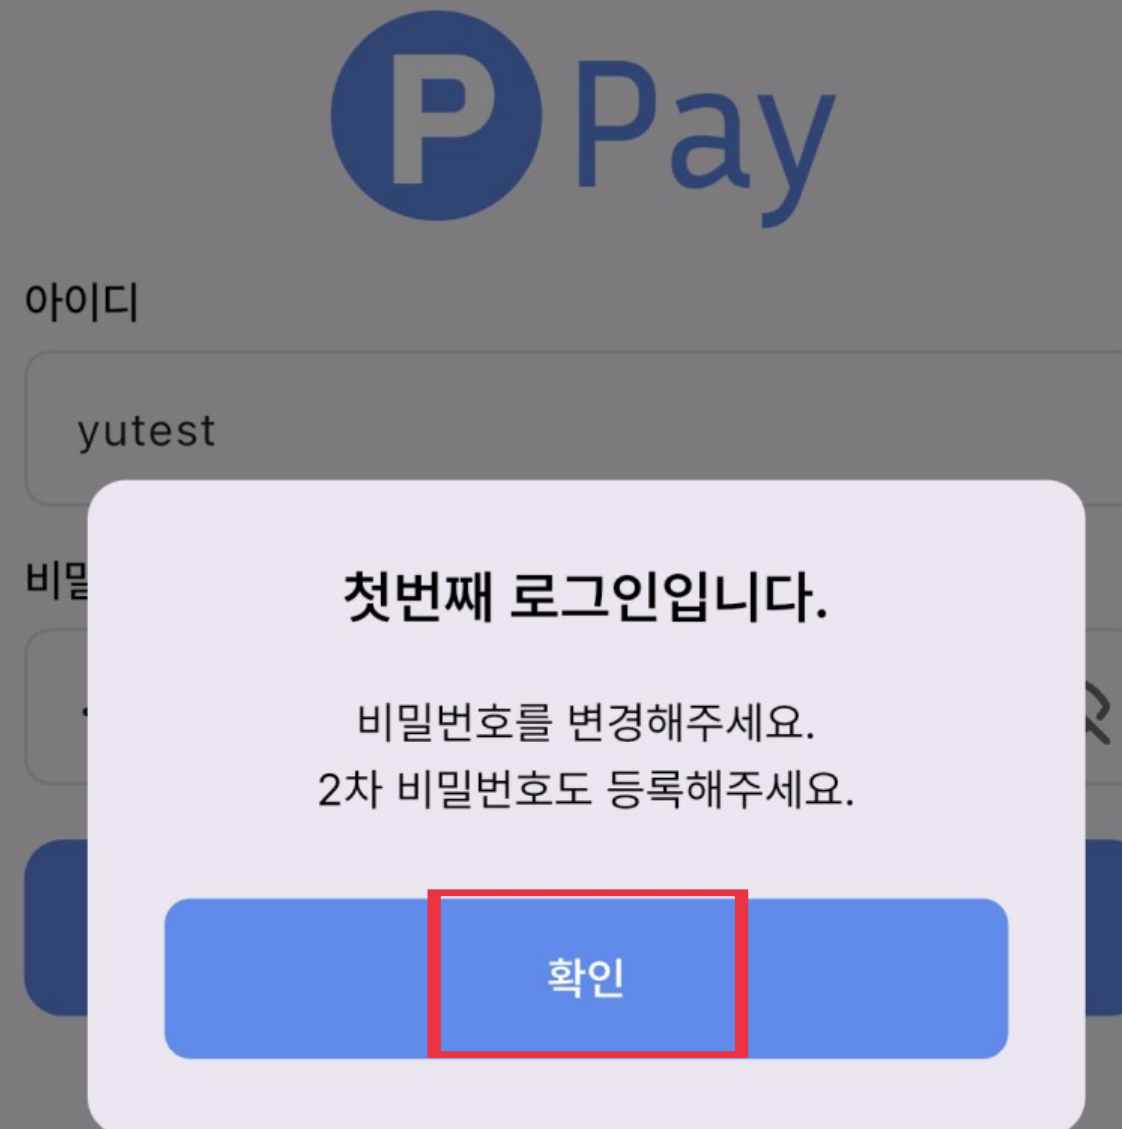 P Pay
아이디
yutest
비밀
첫번째 로그인입니다.
비밀번호를 변경해주세요.
2차 비밀번호도 등록해주세요.
확인